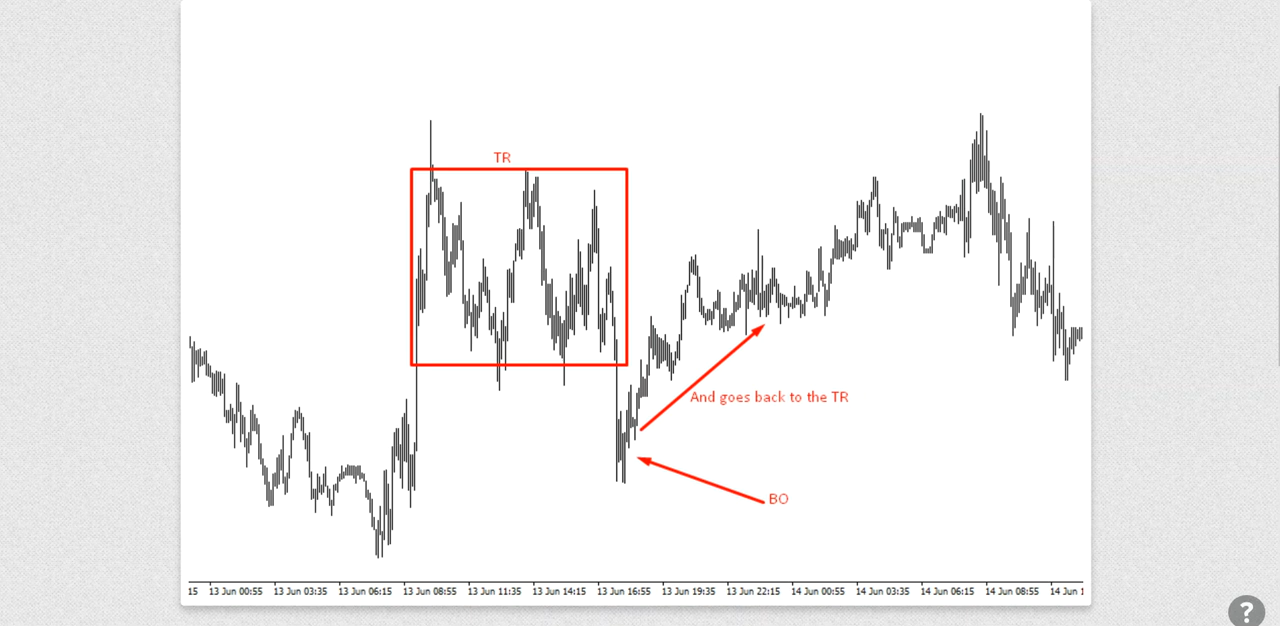 TR
And goes back to the TR
BO
15 13 Jun 00:55 13 Jun 03:35 13 Jun 06:15 13 Jun 08:55 13 Jun 11:35 13 Jun 14:15 13 Jun 16:55 13 Jun 19:35 13 Jun 22:15 14 Jun 00:55 14 Jun 03:35 14 Jun 06:15 14 Jun 08:55 14 Jun 1
?